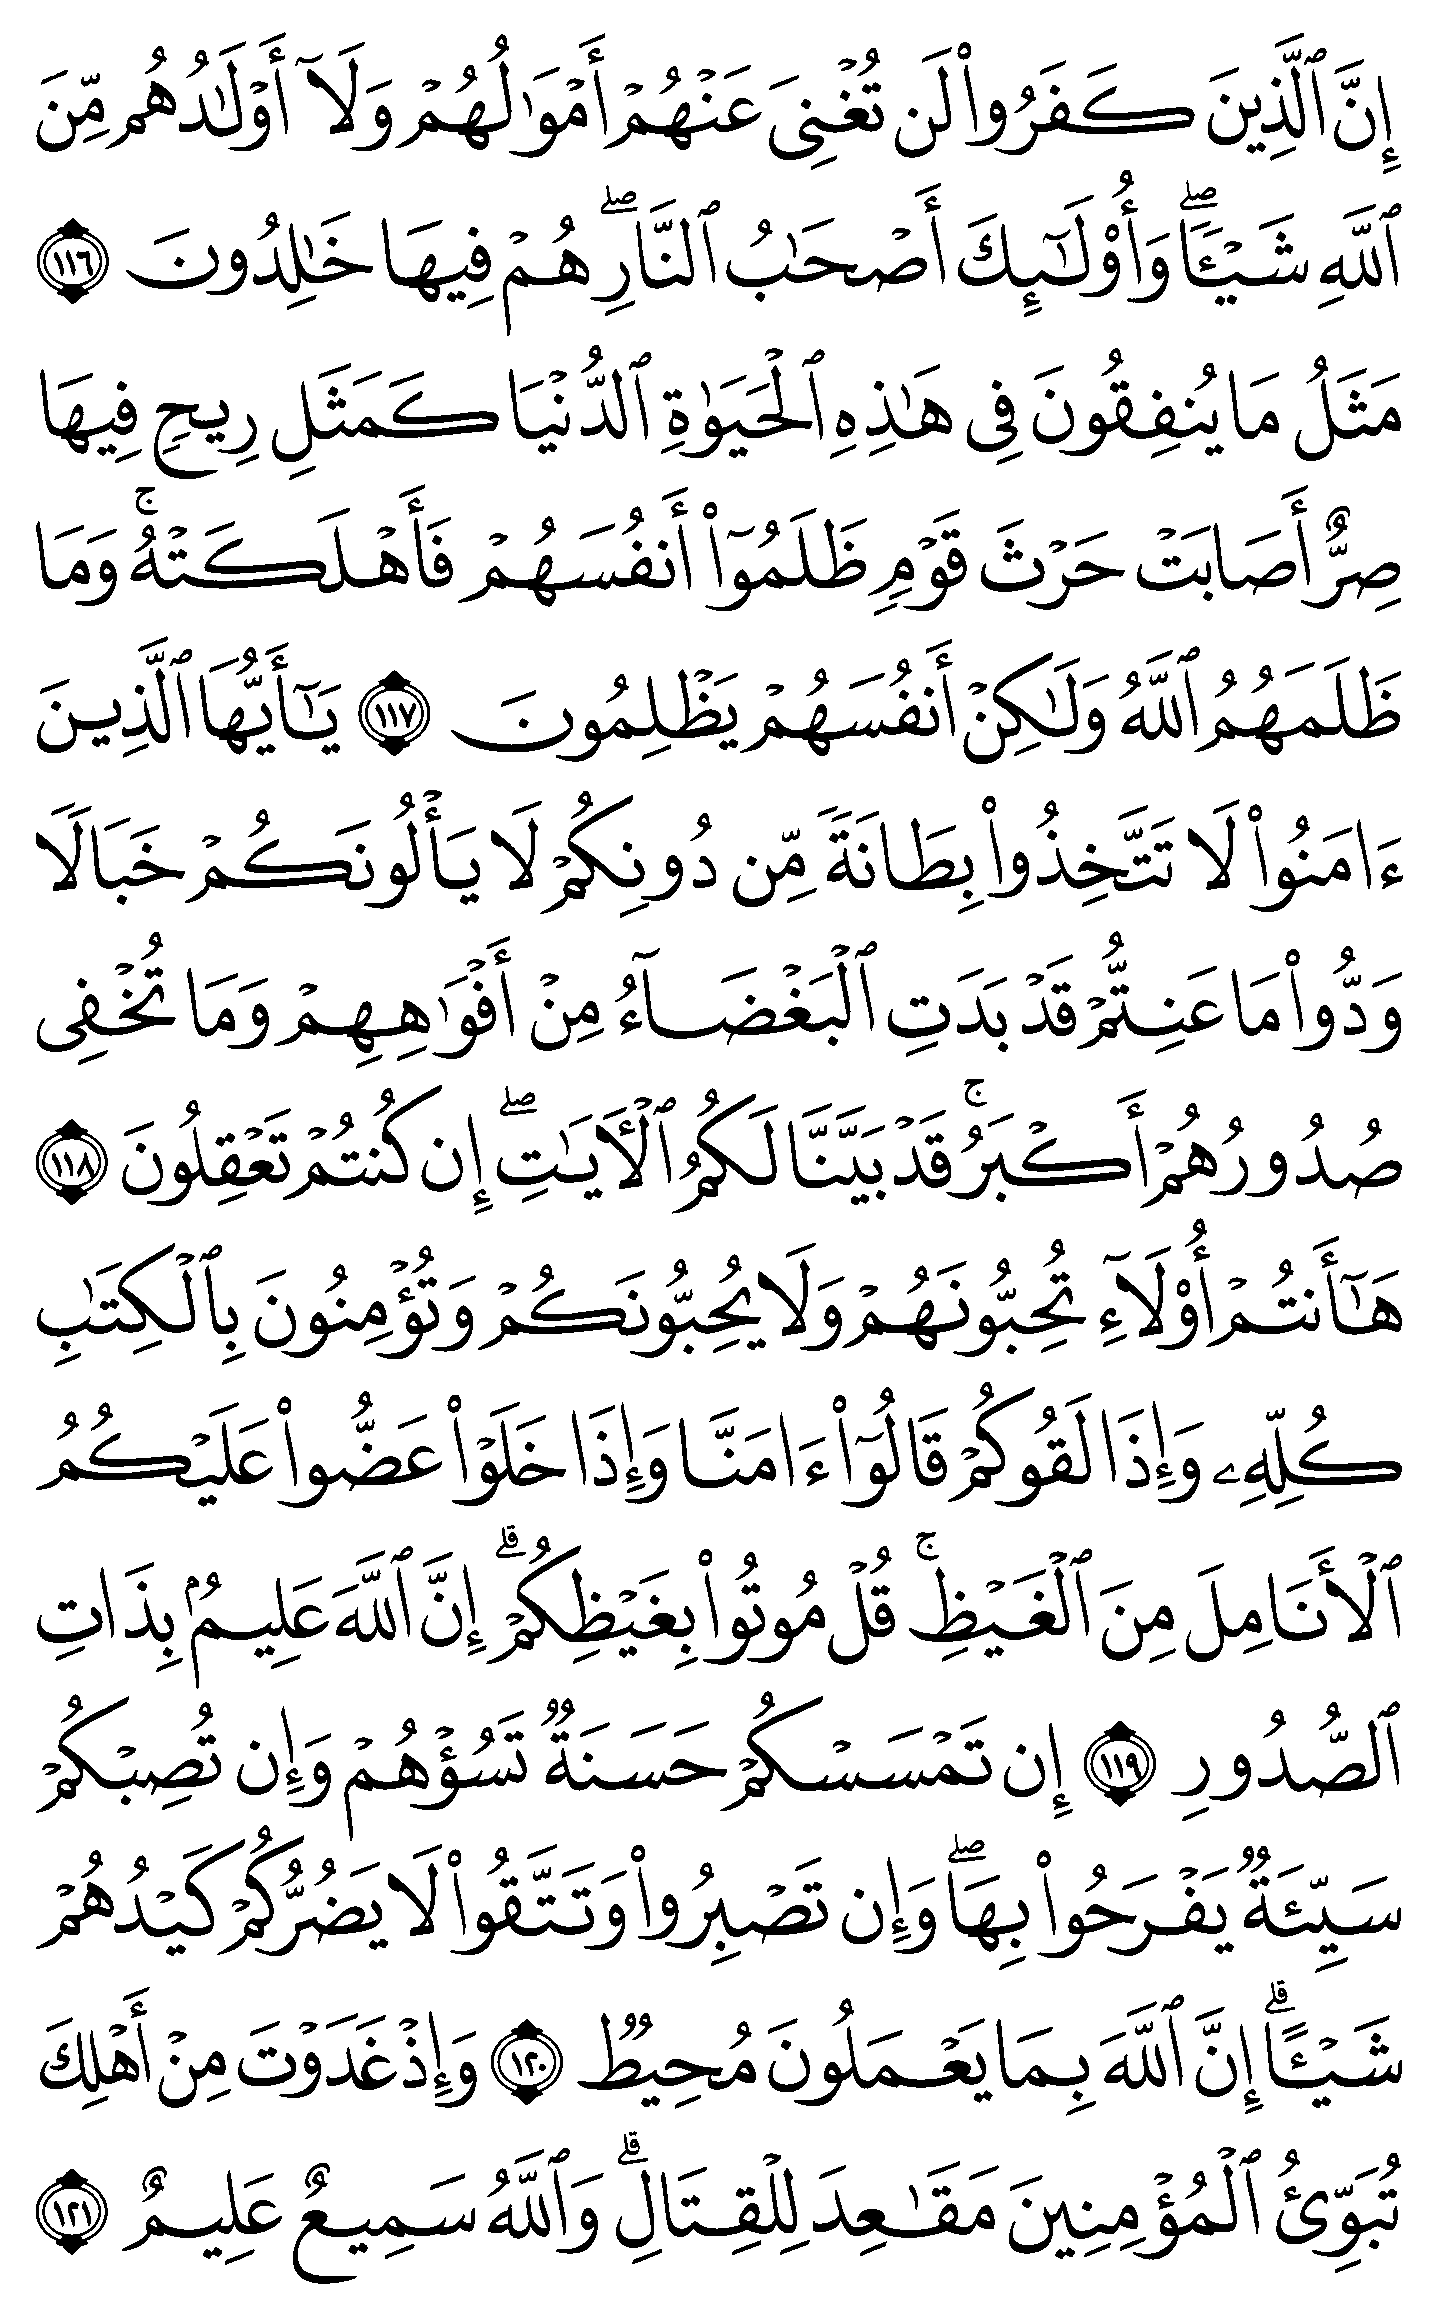 إِنَّ ٱلَّذِينَ كَفَرُوا۟ لَن تُغْنِىَ عَنْهُمْ أَمْوَٰلُهُمْ وَلَآ أَوْلَٰدُهُم مِّنَ
ٱللَّهِ شَيْـًٔا ۖ وَأُو۟لَٰٓئِكَ أَصْحَٰبُ ٱلنَّارِ ۖ هُمْ فِيهَا خَٰلِدُونَ ١١٦
مَثَلُ مَا يُنفِقُونَ فِى هَٰذِهِ ٱلْحَيَوٰةِ ٱلدُّنْيَا كَمَثَلِ رِيحٍ فِيهَا
صِرٌّ أَصَابَتْ حَرْثَ قَوْمٍ ظَلَمُوٓا۟ أَنفُسَهُمْ فَأَهْلَكَتْهُ ۚ وَمَا
ظَلَمَهُمُ ٱللَّهُ وَلَٰكِنْ أَنفُسَهُمْ يَظْلِمُونَ ١١٧ يَٰٓأَيُّهَا ٱلَّذِينَ
ءَامَنُوا۟ لَا تَتَّخِذُوا۟ بِطَانَةً مِّن دُونِكُمْ لَا يَأْلُونَكُمْ خَبَالًا
وَدُّوا۟ مَا عَنِتُّمْ قَدْ بَدَتِ ٱلْبَغْضَآءُ مِنْ أَفْوَٰهِهِمْ وَمَا تُخْفِى
صُدُورُهُمْ أَكْبَرُ ۚ قَدْ بَيَّنَّا لَكُمُ ٱلْـَٔايَٰتِ ۖ إِن كُنتُمْ تَعْقِلُونَ ١١٨
هَٰٓأَنتُمْ أُو۟لَآءِ تُحِبُّونَهُمْ وَلَا يُحِبُّونَكُمْ وَتُؤْمِنُونَ بِٱلْكِتَٰبِ
كُلِّهِۦ وَإِذَا لَقُوكُمْ قَالُوٓا۟ ءَامَنَّا وَإِذَا خَلَوْا۟ عَضُّوا۟ عَلَيْكُمُ
ٱلْأَنَامِلَ مِنَ ٱلْغَيْظِ ۚ قُلْ مُوتُوا۟ بِغَيْظِكُمْ ۗ إِنَّ ٱللَّهَ عَلِيمٌۢ بِذَاتِ
ٱلصُّدُورِ ١١٩ إِن تَمْسَسْكُمْ حَسَنَةٌ تَسُؤْهُمْ وَإِن تُصِبْكُمْ
سَيِّئَةٌ يَفْرَحُوا۟ بِهَا ۖ وَإِن تَصْبِرُوا۟ وَتَتَّقُوا۟ لَا يَضُرُّكُمْ كَيْدُهُمْ
شَيْـًٔا ۗ إِنَّ ٱللَّهَ بِمَا يَعْمَلُونَ مُحِيطٌ ١٢٠ وَإِذْ غَدَوْتَ مِنْ أَهْلِكَ
تُبَوِّئُ ٱلْمُؤْمِنِينَ مَقَٰعِدَ لِلْقِتَالِ ۗ وَٱللَّهُ سَمِيعٌ عَلِيمٌ ١٢١